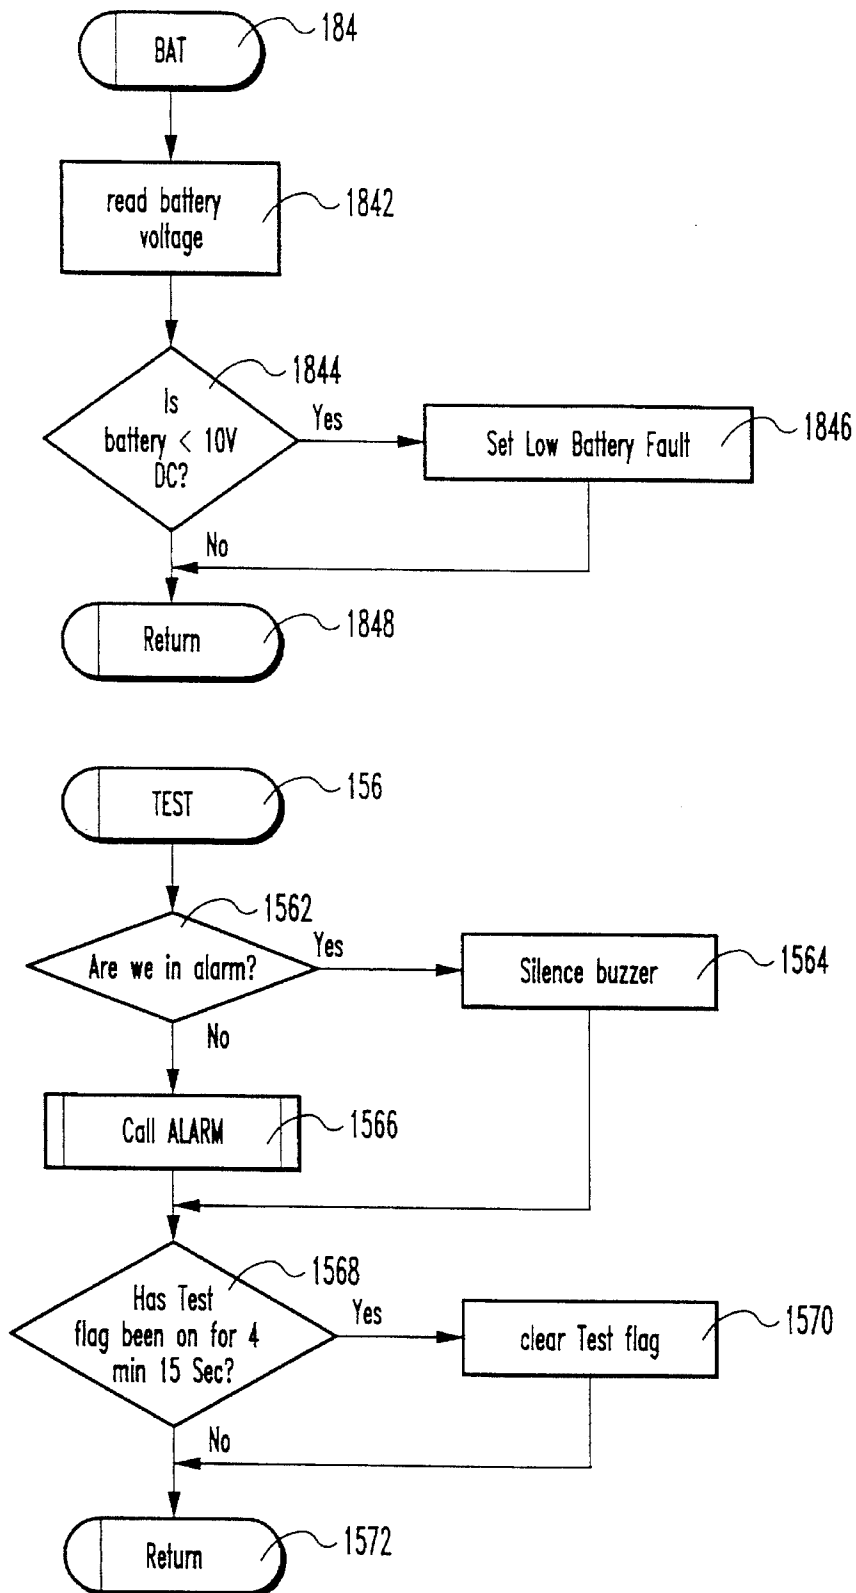 BAT
184
read battery
voltage
1842
1844
Is
battery < 10V
DC?
Yes
Set Low Battery Fault
1846
No
Return
1848
TEST
156
1562
Are we in alarm?
Yes
Silence buzzer
1564
No
Call ALARM
1566
1568
Has Test
flag been on for 4
min 15 Sec?
Yes
clear Test flag
1570
No
Return
1572